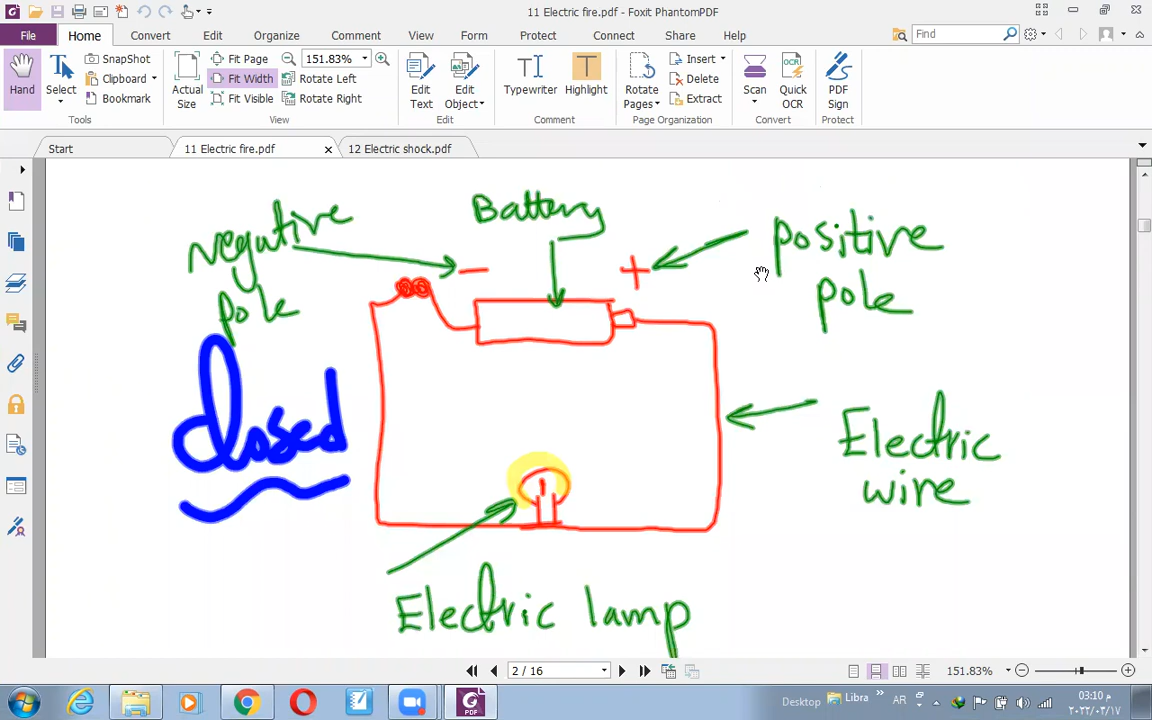 11 Electric fire.pdf - Foxit PhantomPDF
File Home Convert Edit Organize Comment View Form Protect Connect Share Help Find
Hand
Select
SnapShot
Clipboard
Bookmark
Tools
Actual Size
Fit Page
Fit Width
Fit Visible
151.83%
Rotate Left
Rotate Right
View
Edit Text
Edit Object
Edit
Typewriter
Highlight
Comment
Rotate Pages
Insert
Delete
Extract
Page Organization
Scan
Quick OCR
Convert
PDF Sign
Protect
Start 11 Electric fire.pdf 12 Electric shock.pdf
negative
pole
Battery
positive
pole
-
+
closed
Electric
wire
Electric lamp
2 / 16
151.83%
Desktop Libra AR
03:10 م
٢٠٢٢/٠٣/١٧